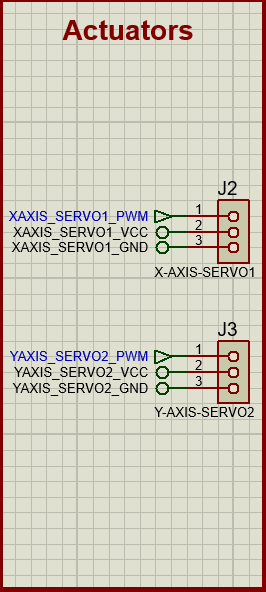 Actuators
J2
XAXIS_SERVO1_PWM 1
XAXIS_SERVO1_VCC 2
XAXIS_SERVO1_GND 3
X-AXIS-SERVO1
J3
YAXIS_SERVO2_PWM 1
YAXIS_SERVO2_VCC 2
YAXIS_SERVO2_GND 3
Y-AXIS-SERVO2